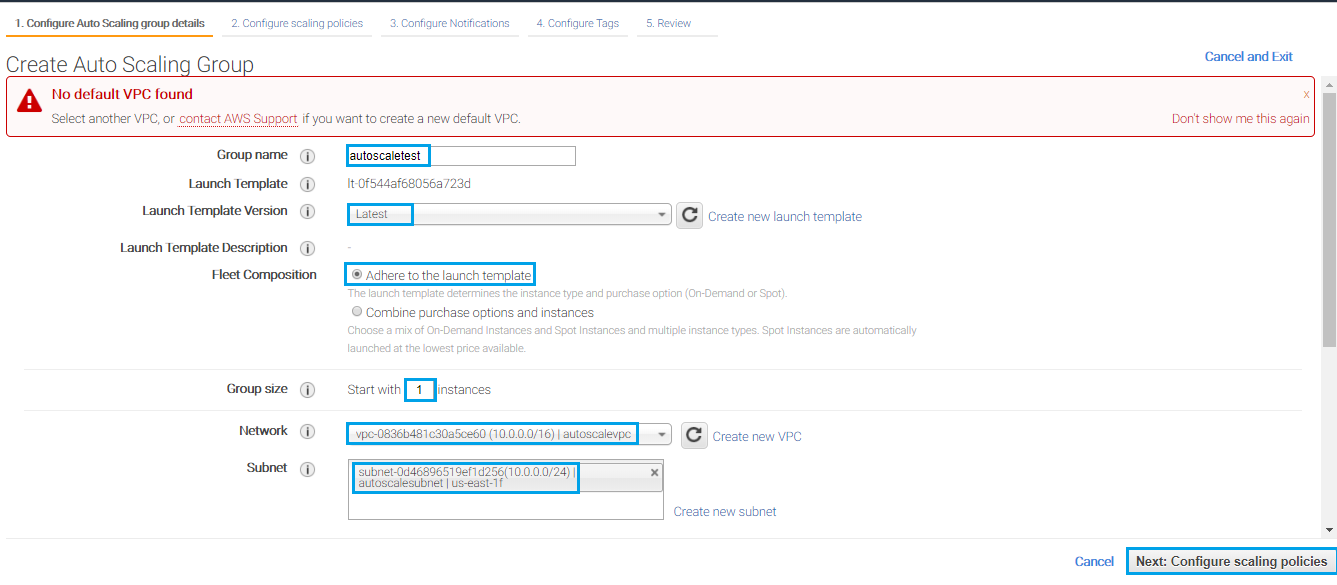 1. Configure Auto Scaling group details 2. Configure scaling policies 3. Configure Notifications 4. Configure Tags 5. Review
Create Auto Scaling Group
Cancel and Exit
No default VPC found
x
Select another VPC, or contact AWS Support if you want to create a new default VPC.
Don't show me this again
Group name i autoscaletest
Launch Template i lt-0f544af68056a723d
Launch Template Version i Latest Create new launch template
Launch Template Description i -
Fleet Composition Adhere to the launch template
The launch template determines the instance type and purchase option (On-Demand or Spot).
Combine purchase options and instances
Choose a mix of On-Demand Instances and Spot Instances and multiple instance types. Spot Instances are automatically
launched at the lowest price available.
Group size i Start with 1 instances
Network i vpc-0836b481c30a5ce60 (10.0.0.0/16) | autoscalevpc Create new VPC
Subnet i subnet-0d46896519ef1d256(10.0.0.0/24) |
autoscalesubnet | us-east-1f
Create new subnet
Cancel Next: Configure scaling policies